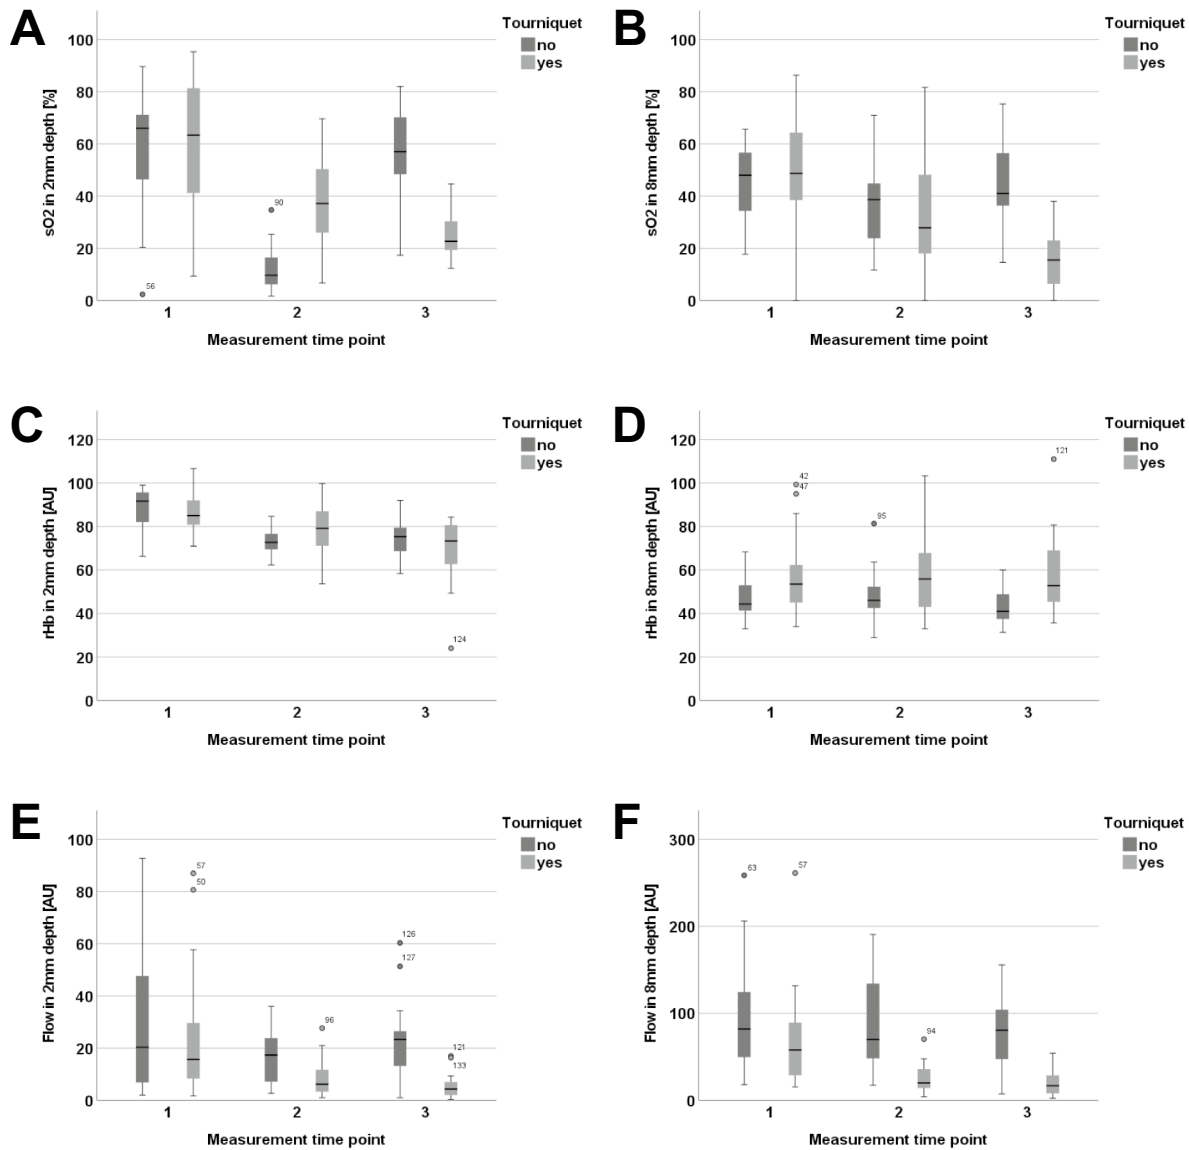 A
Tourniquet
no
yes
100
80
60
40
20
0
sO2 in 2mm depth [%]
90
56
1 2 3
Measurement time point
B
Tourniquet
no
yes
100
80
60
40
20
0
sO2 in 8mm depth [%]
1 2 3
Measurement time point
C
Tourniquet
no
yes
120
100
80
60
40
20
0
rHb in 2mm depth [AU]
124
1 2 3
Measurement time point
D
Tourniquet
no
yes
120
100
80
60
40
20
0
rHb in 8mm depth [AU]
42
47
95
121
1 2 3
Measurement time point
E
Tourniquet
no
yes
100
80
60
40
20
0
Flow in 2mm depth [AU]
57
50
96
126
127
121
133
1 2 3
Measurement time point
F
Tourniquet
no
yes
300
200
100
0
Flow in 8mm depth [AU]
63
57
94
1 2 3
Measurement time point